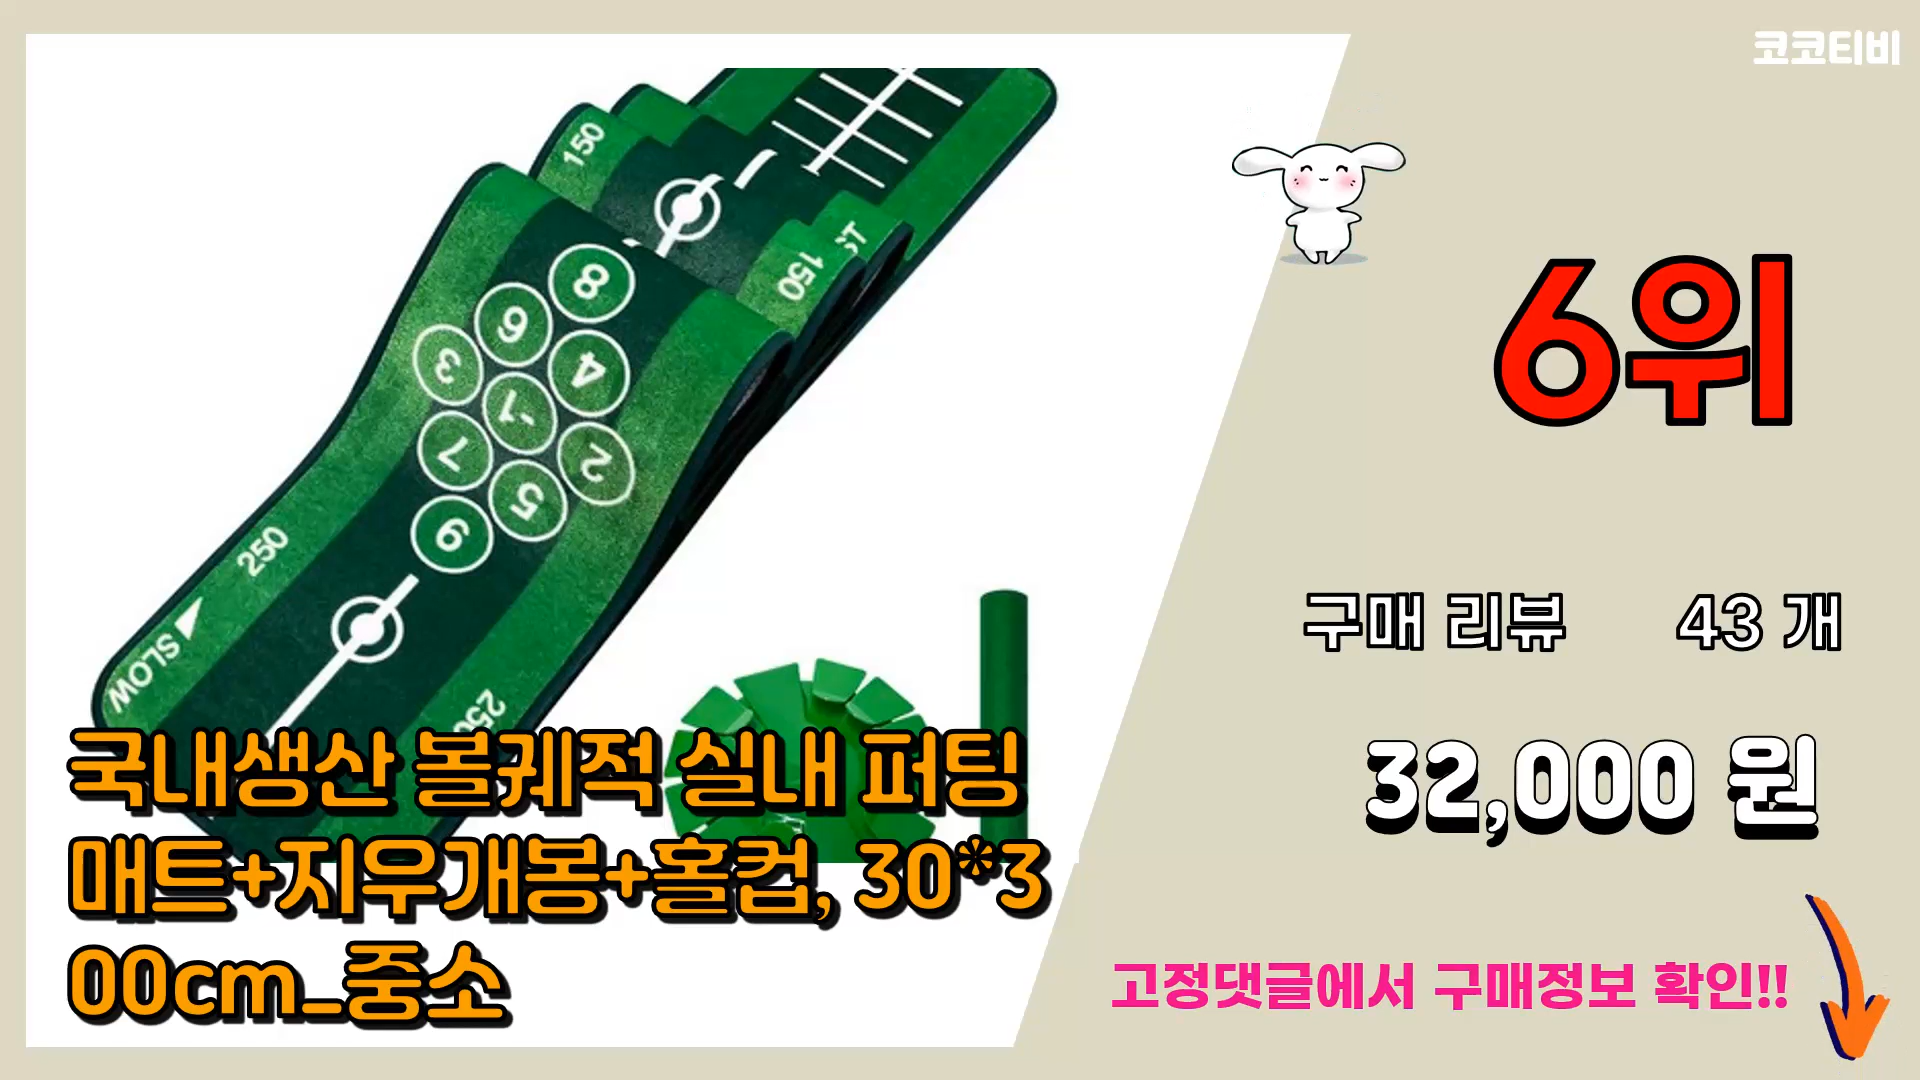 코코티비
6위
150
150
ST
8
6
3
4
-1
7
2
5
9
250
SLOW
250
구매 리뷰 43 개
32,000 원
국내생산 볼궤적 실내 퍼팅
매트+지우개봉+홀컵, 30*3
00cm_중소
고정댓글에서 구매정보 확인!!